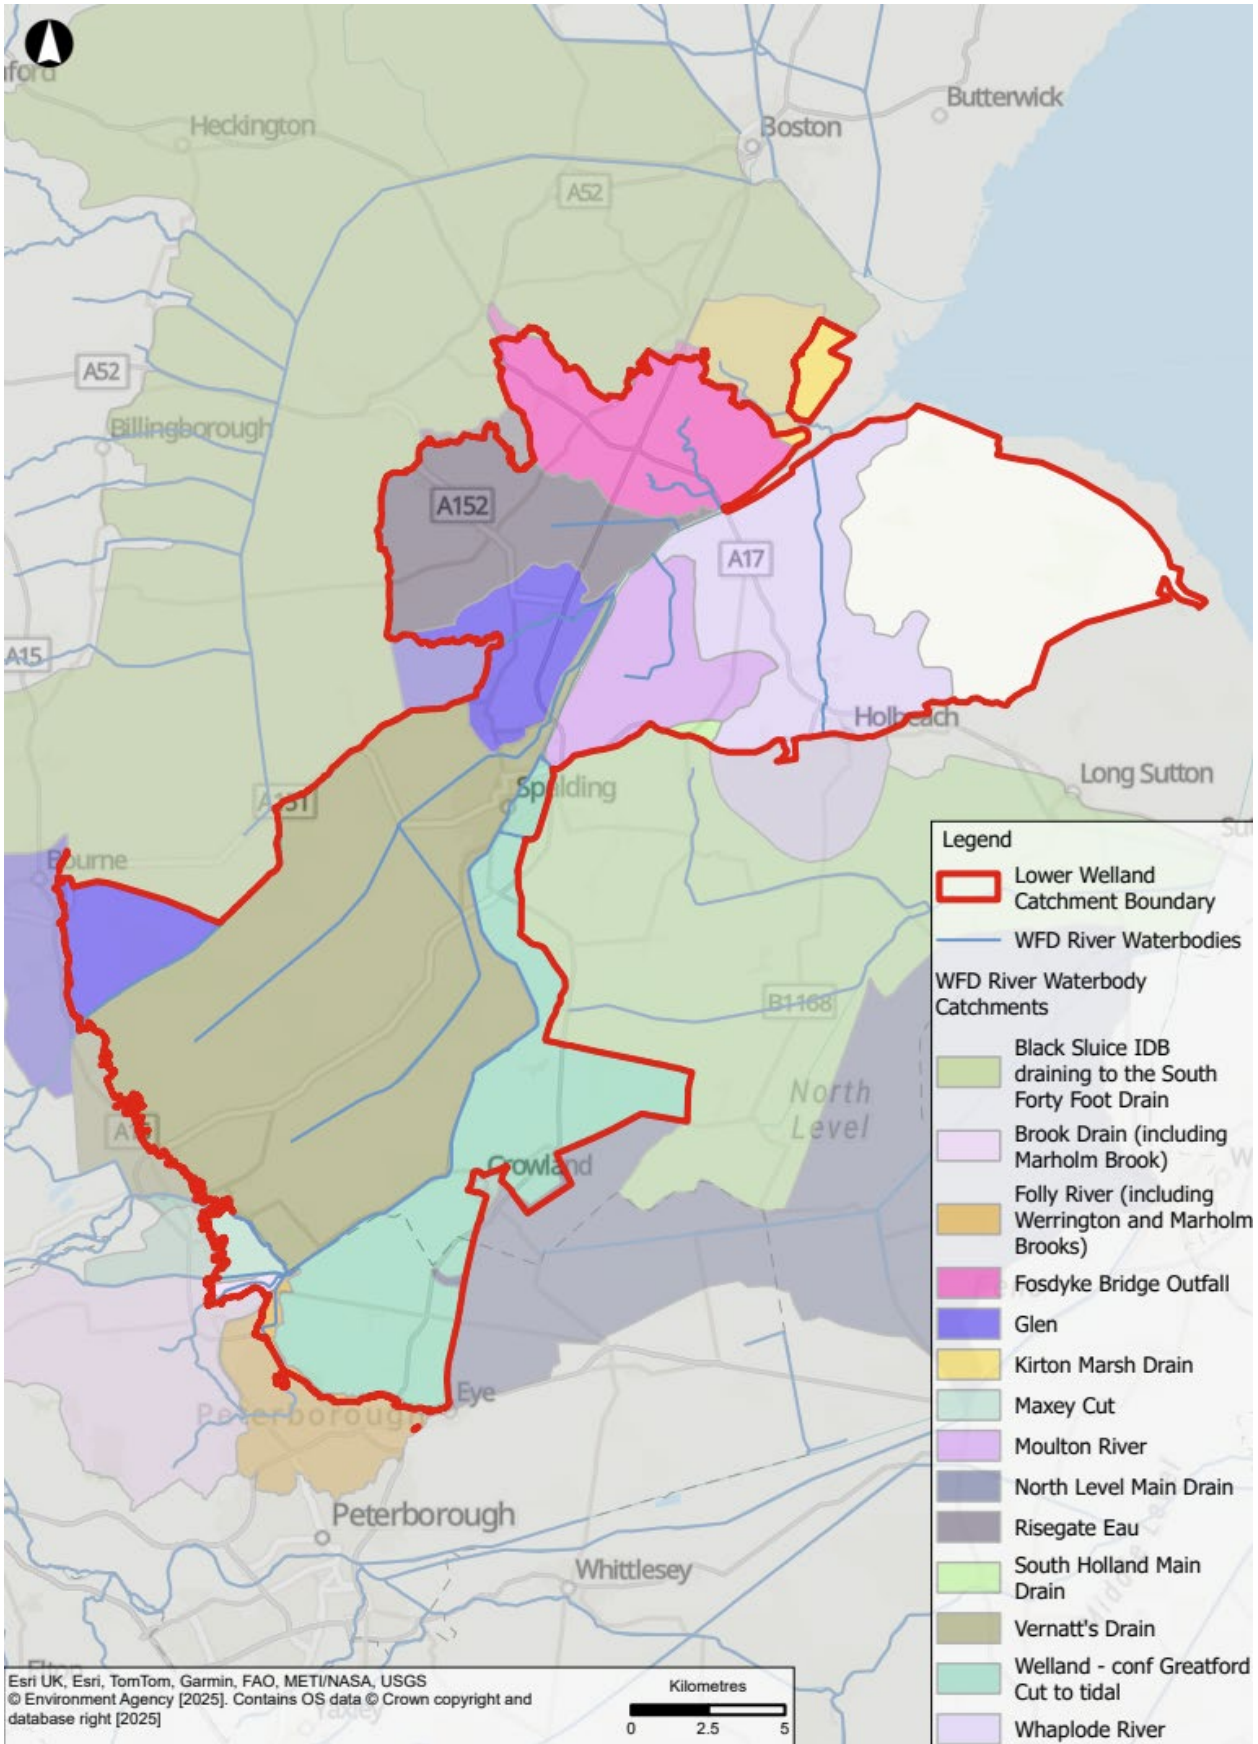 Heckington
Butterwick
Boston
A52
A52
Billingborough
A152
A17
A15
Holbeach
Long Sutton
Spalding
A151
Bourne
B1168
North
Level
Crowland
Eye
Peterborough
Peterborough
Whittlesey
Yaxley
Legend
Lower Welland
Catchment Boundary
WFD River Waterbodies
WFD River Waterbody
Catchments
Black Sluice IDB
draining to the South
Forty Foot Drain
Brook Drain (including
Marholm Brook)
Folly River (including
Werrington and Marholm
Brooks)
Fosdyke Bridge Outfall
Glen
Kirton Marsh Drain
Maxey Cut
Moulton River
North Level Main Drain
Risegate Eau
South Holland Main
Drain
Vernatt's Drain
Welland - conf Greatford
Cut to tidal
Whaplode River
Esri UK, Esri, TomTom, Garmin, FAO, METI/NASA, USGS
© Environment Agency [2025]. Contains OS data © Crown copyright and
database right [2025]
Kilometres
0 2.5 5